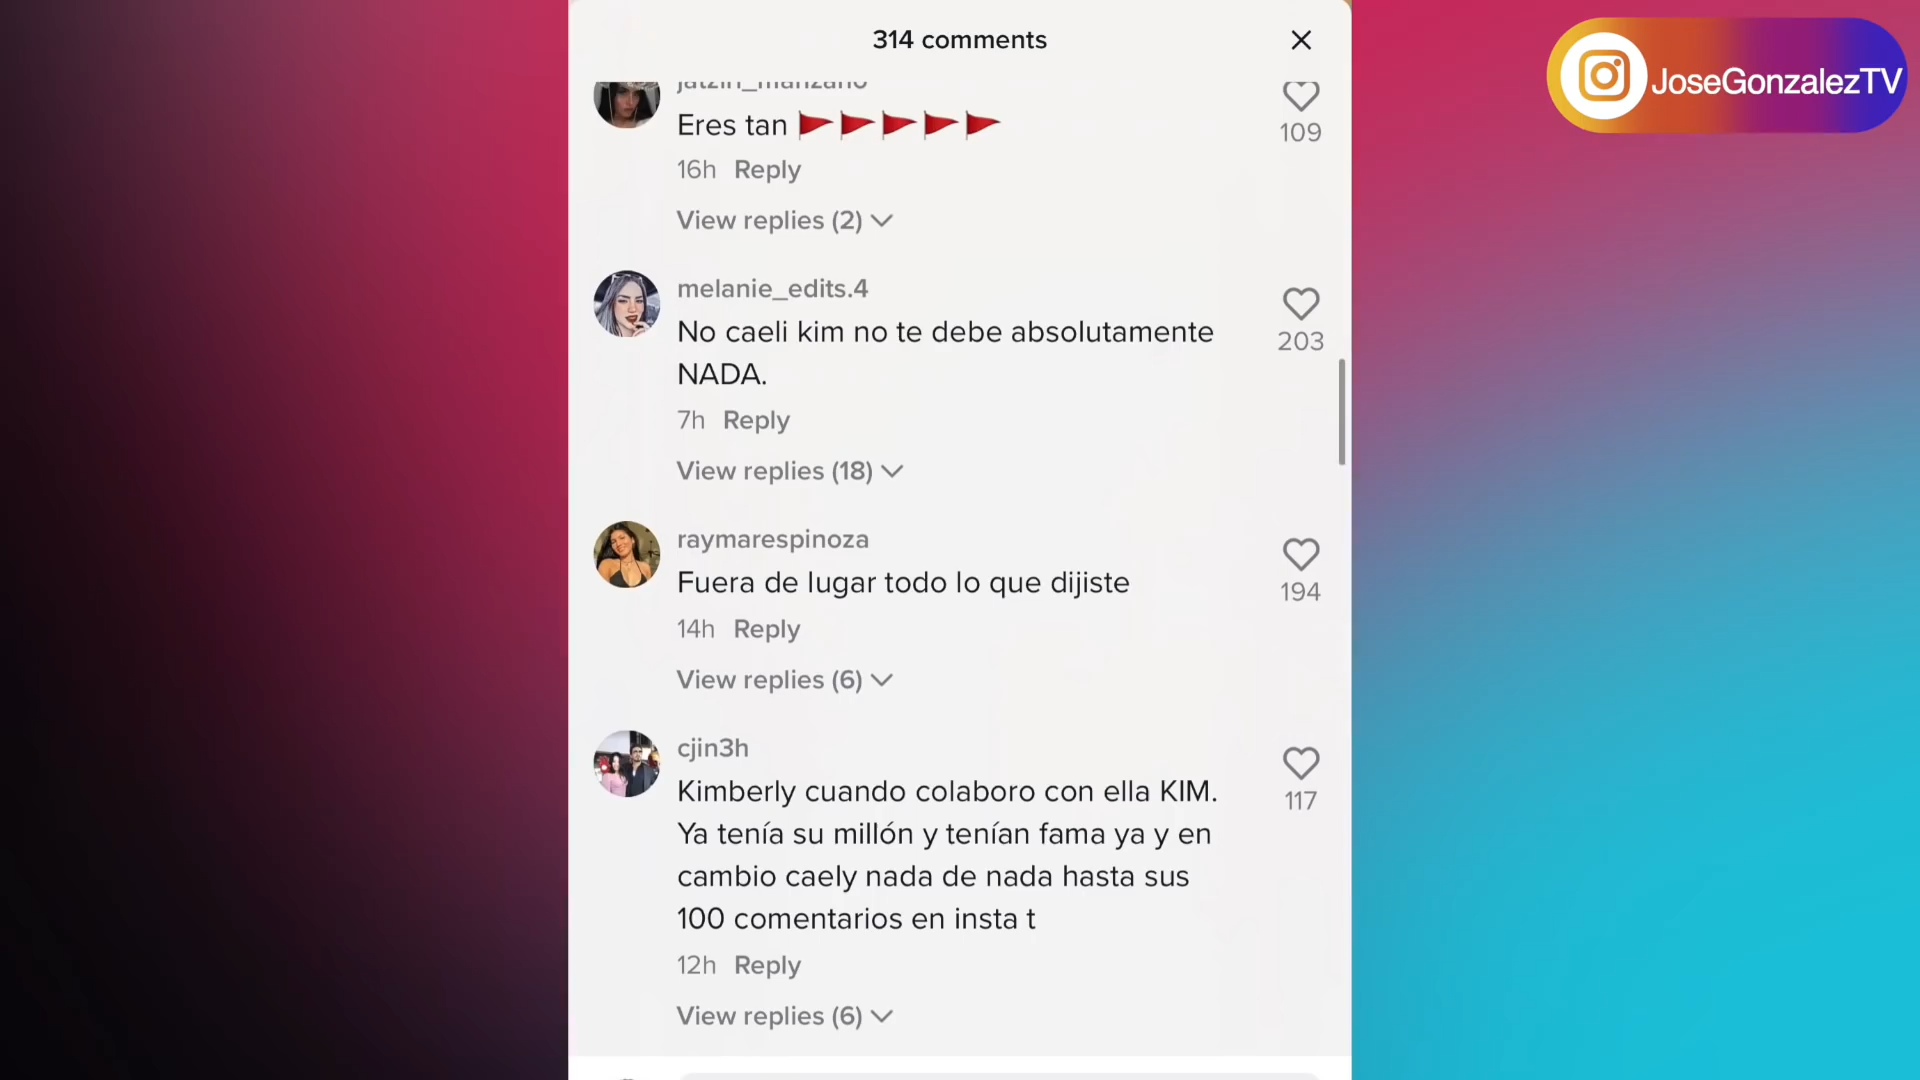 314 comments
JoseGonzalezTV
jatziri_manzano
Eres tan 🚩🚩🚩🚩🚩
109
16h Reply
View replies (2)
melanie_edits.4
No caeli kim no te debe absolutamente
NADA.
203
7h Reply
View replies (18)
raymarespinoza
Fuera de lugar todo lo que dijiste
194
14h Reply
View replies (6)
cjin3h
Kimberly cuando colaboro con ella KIM.
117
Ya tenía su millón y tenían fama ya y en
cambio caely nada de nada hasta sus
100 comentarios en insta t
12h Reply
View replies (6)